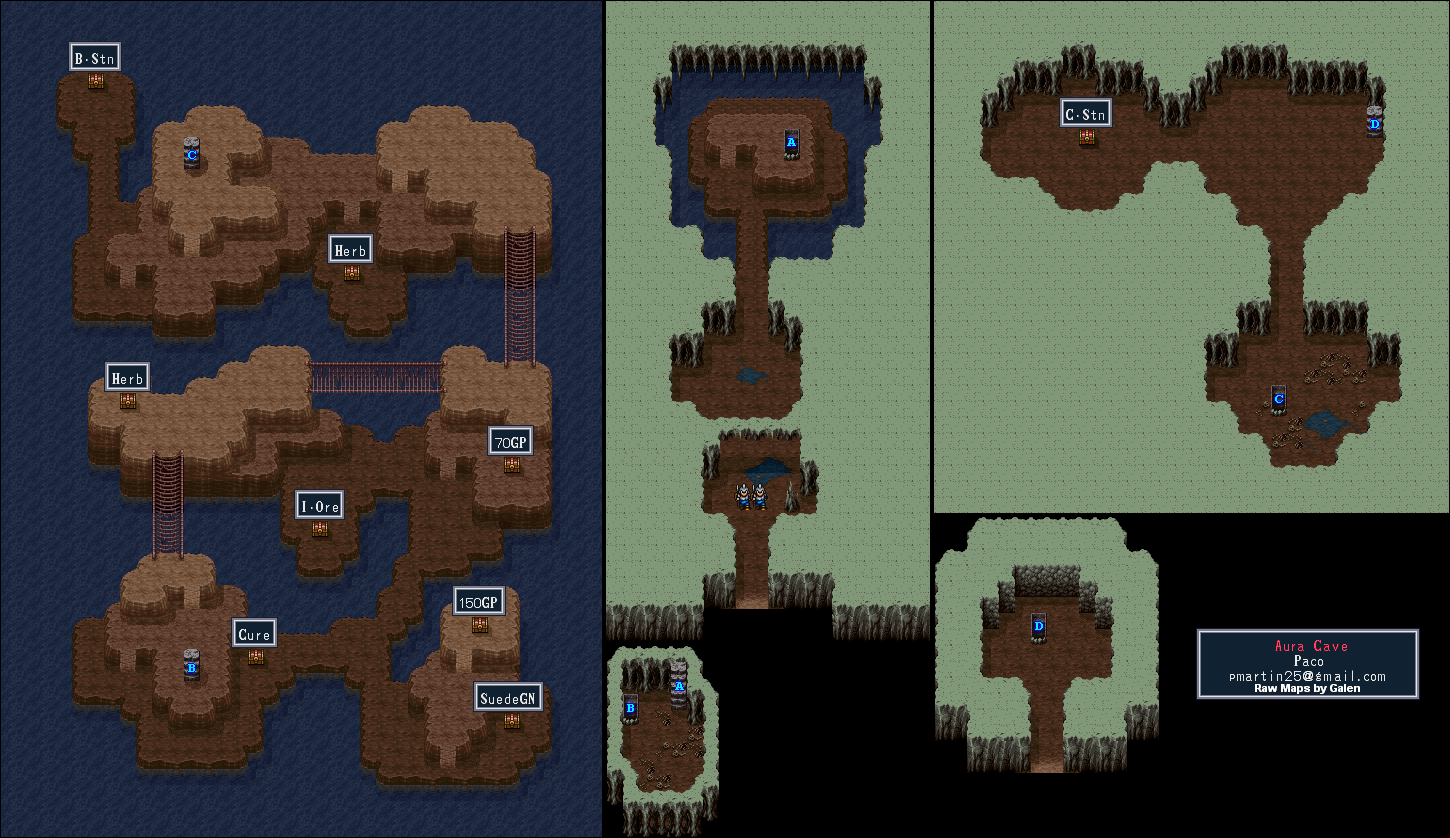 B·Stn
C
Herb
Herb
70GP
I·Ore
150GP
Cure
B
SuedeGN
A
A
B
C·Stn
D
C
D
Aura Cave
Paco
pmartin25@gmail.com
Raw Maps by Galen